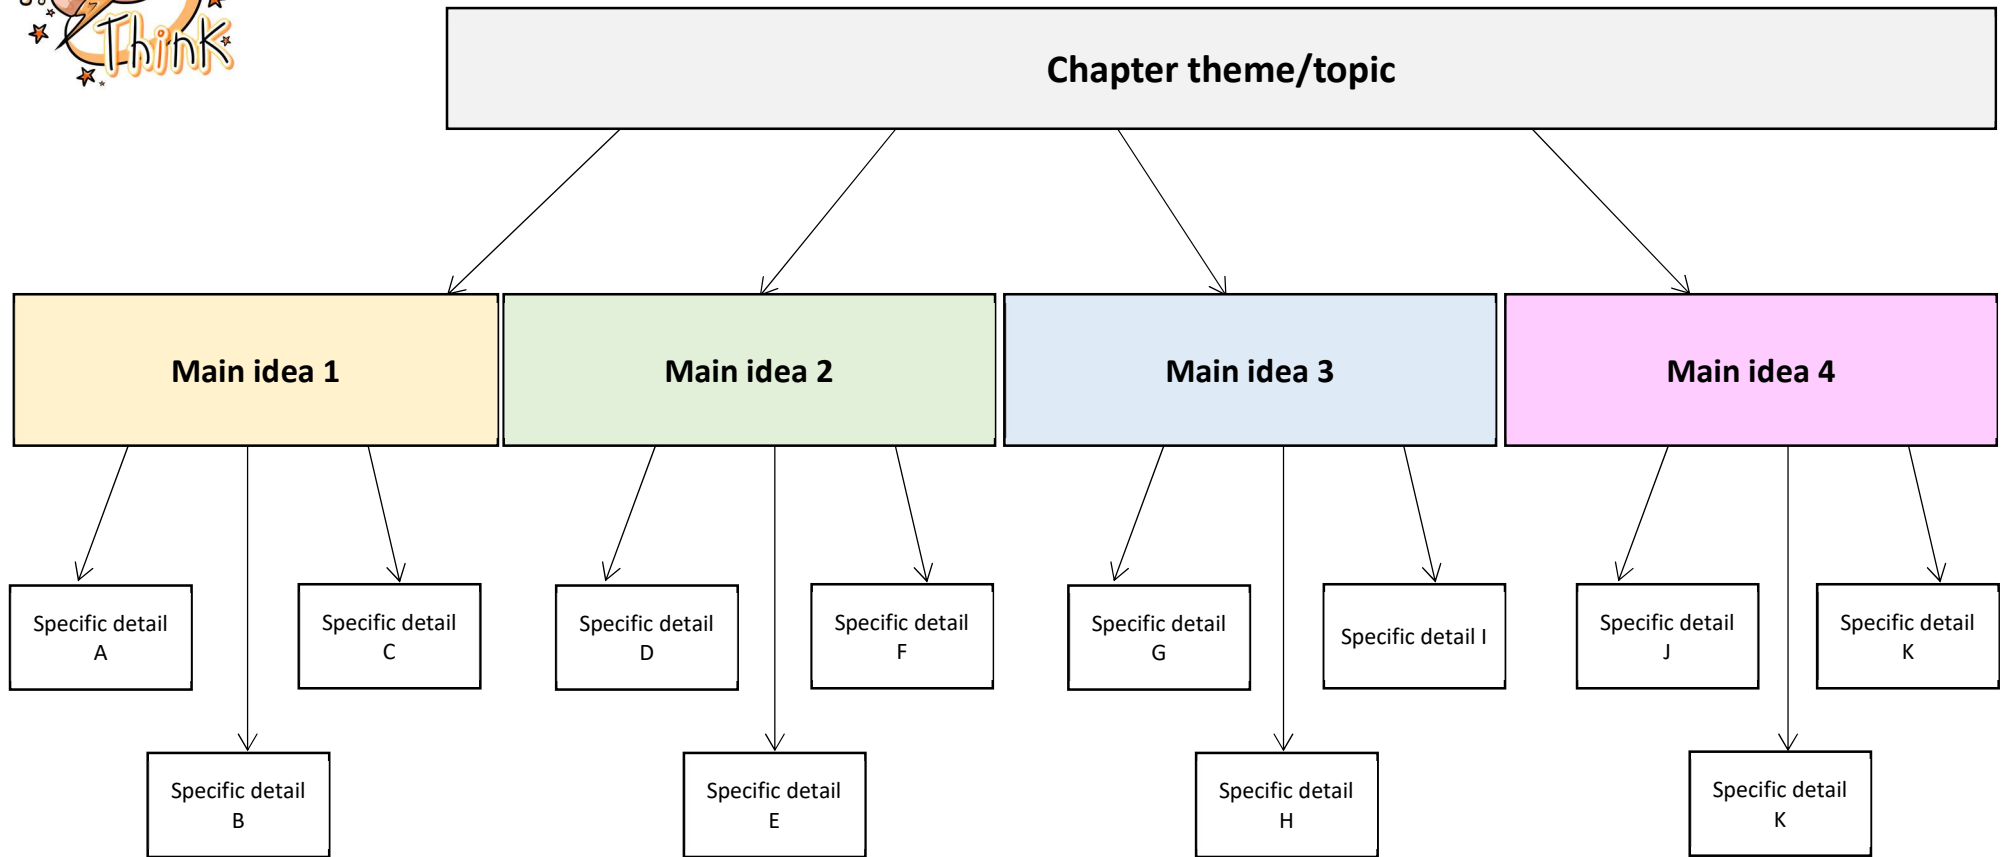 Think
Chapter theme/topic
Main idea 1
Main idea 2
Main idea 3
Main idea 4
Specific detail
A
Specific detail
C
Specific detail
D
Specific detail
F
Specific detail
G
Specific detail I
Specific detail
J
Specific detail
K
Specific detail
B
Specific detail
E
Specific detail
H
Specific detail
K